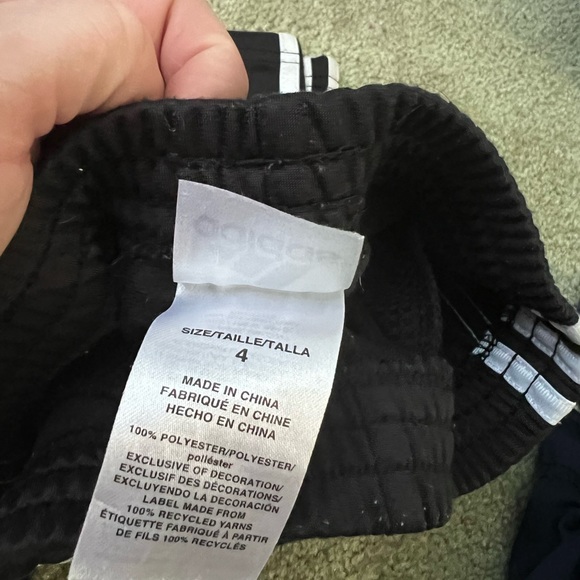 adidas
SIZE/TAILLE/TALLA
4
MADE IN CHINA
FABRIQUÉ EN CHINE
HECHO EN CHINA
100% POLYESTER/POLYESTER/
poliéster
EXCLUSIVE OF DECORATION/
EXCLUSIF DES DÉCORATIONS/
EXCLUYENDO LA DECORACIÓN
LABEL MADE FROM
100% RECYCLED YARNS
ÉTIQUETTE FABRIQUÉ À PARTIR
DE FILS 100% RECYCLÉS